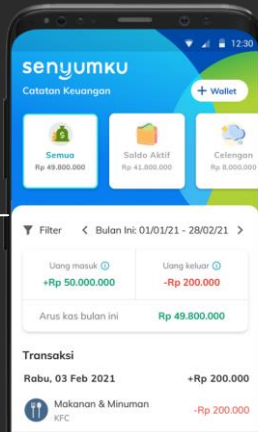 12:30
senyumku
Catatan Keuangan
+ Wallet
Semua
Rp 49.800.000
Saldo Aktif
Rp 41.800.000
Celengan
Rp 8.000.000
Filter < Bulan Ini: 01/01/21 - 28/02/21 >
Uang masuk
+Rp 50.000.000
Uang keluar
-Rp 200.000
Arus kas bulan ini Rp 49.800.000
Transaksi
Rabu, 03 Feb 2021 +Rp 200.000
Makanan & Minuman
KFC
-Rp 200.000